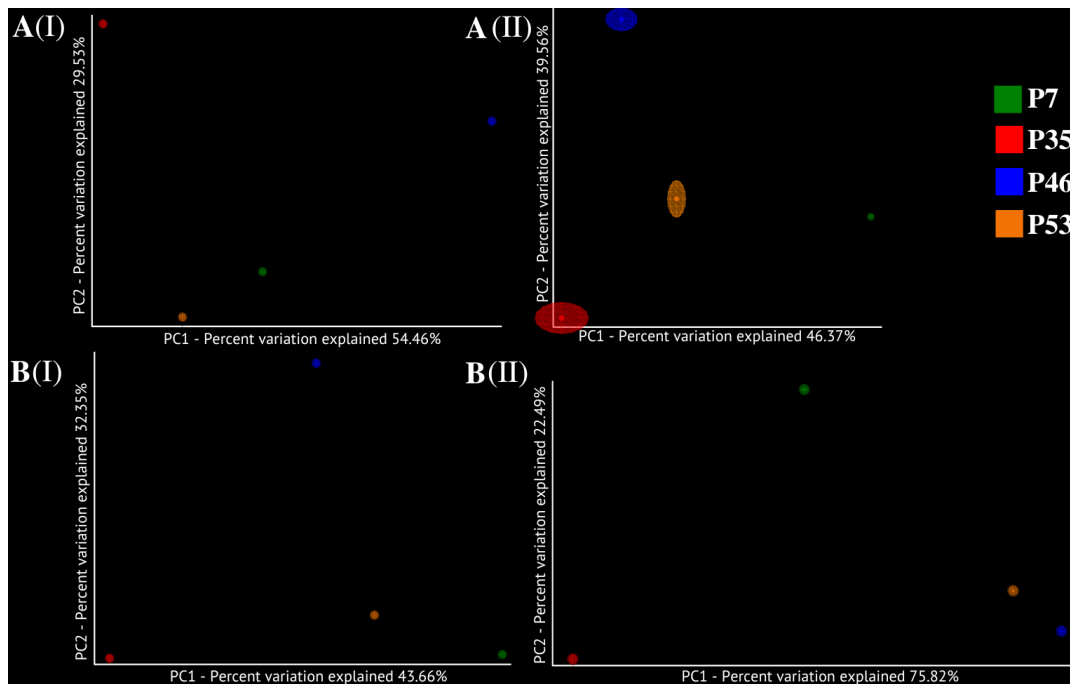 A(I)
PC2 - Percent variation explained 29.53%
PC1 - Percent variation explained 54.46%
A (II)
PC2 - Percent variation explained 39.56%
PC1 - Percent variation explained 46.37%
P7
P35
P46
P53
B(I)
PC2 - Percent variation explained 32.35%
PC1 - Percent variation explained 43.66%
B(II)
PC2 - Percent variation explained 22.49%
PC1 - Percent variation explained 75.82%